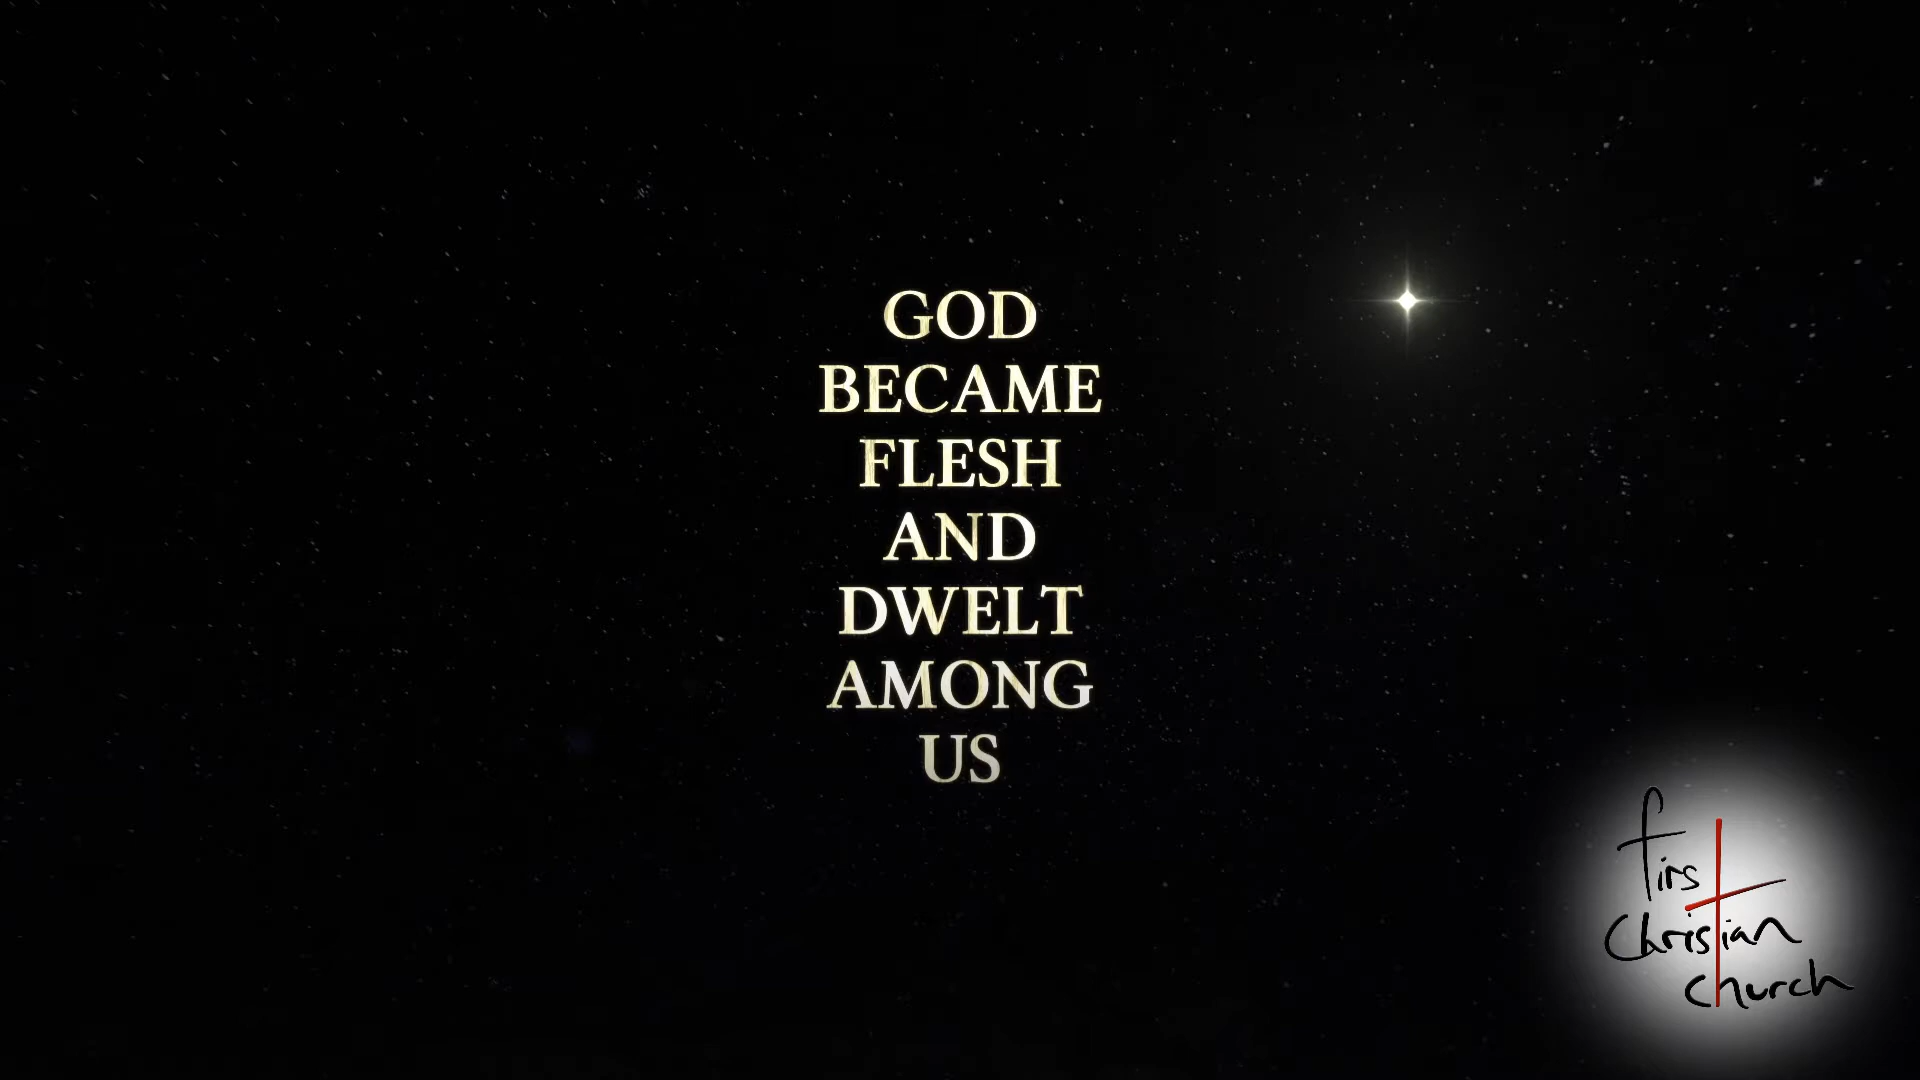 GOD
BECAME
FLESH
AND
DWELT
AMONG
US
first
Christian
church